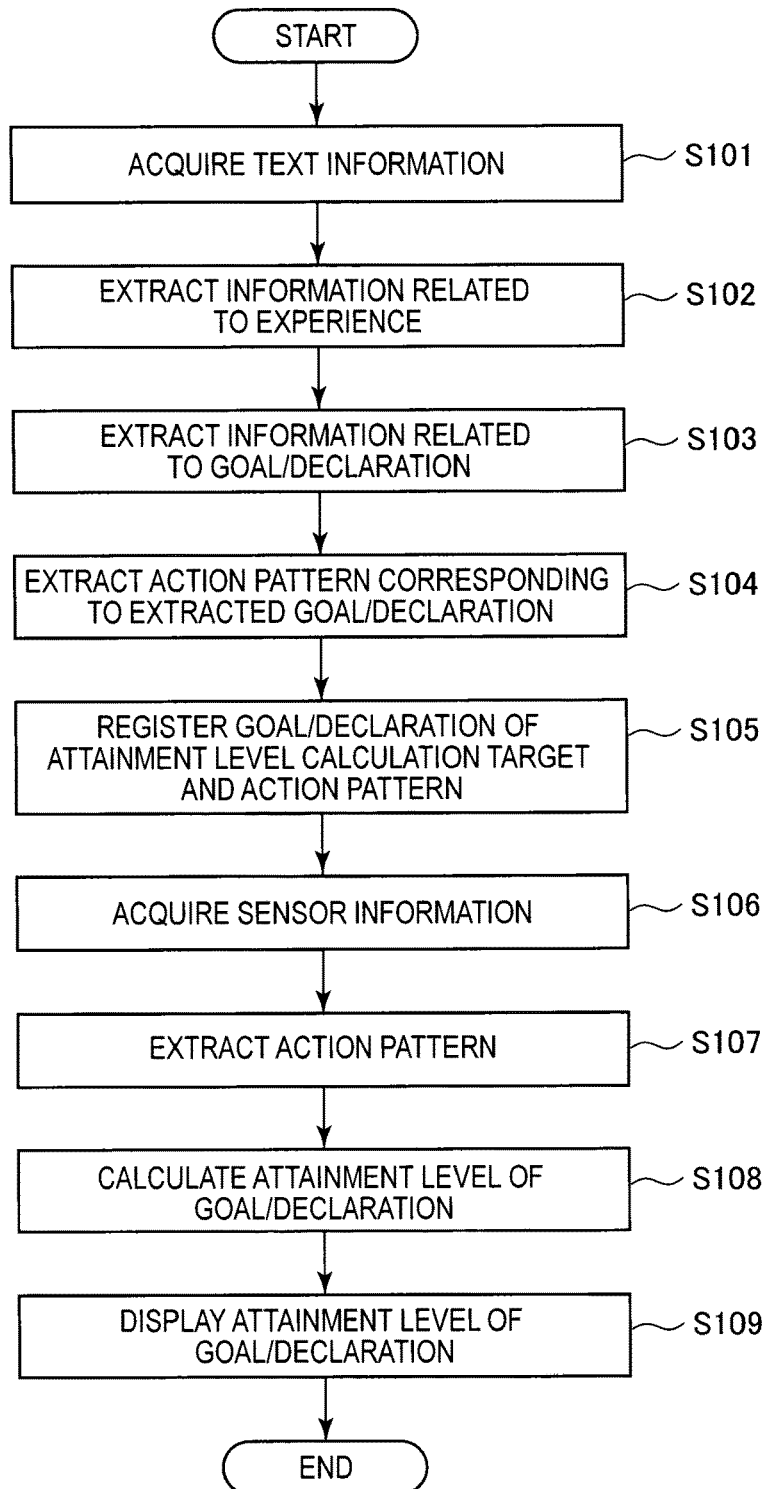 START
ACQUIRE TEXT INFORMATION
S101
EXTRACT INFORMATION RELATED
TO EXPERIENCE
S102
EXTRACT INFORMATION RELATED
TO GOAL/DECLARATION
S103
EXTRACT ACTION PATTERN CORRESPONDING
TO EXTRACTED GOAL/DECLARATION
S104
REGISTER GOAL/DECLARATION OF
ATTAINMENT LEVEL CALCULATION TARGET
AND ACTION PATTERN
S105
ACQUIRE SENSOR INFORMATION
S106
EXTRACT ACTION PATTERN
S107
CALCULATE ATTAINMENT LEVEL OF
GOAL/DECLARATION
S108
DISPLAY ATTAINMENT LEVEL OF
GOAL/DECLARATION
S109
END